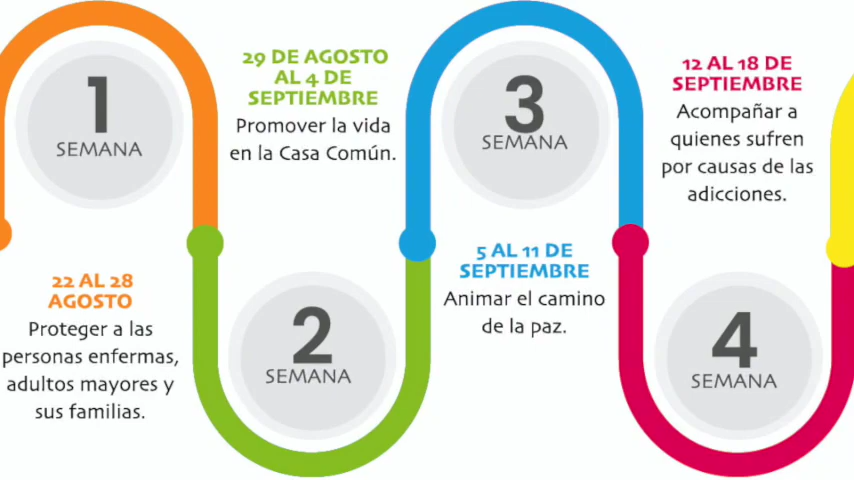 1
SEMANA
22 AL 28
AGOSTO
Proteger a las
personas enfermas,
adultos mayores y
sus familias.
29 DE AGOSTO
AL 4 DE
SEPTIEMBRE
Promover la vida
en la Casa Común.
2
SEMANA
3
SEMANA
5 AL 11 DE
SEPTIEMBRE
Animar el camino
de la paz.
12 AL 18 DE
SEPTIEMBRE
Acompañar a
quienes sufren
por causas de las
adicciones.
4
SEMANA